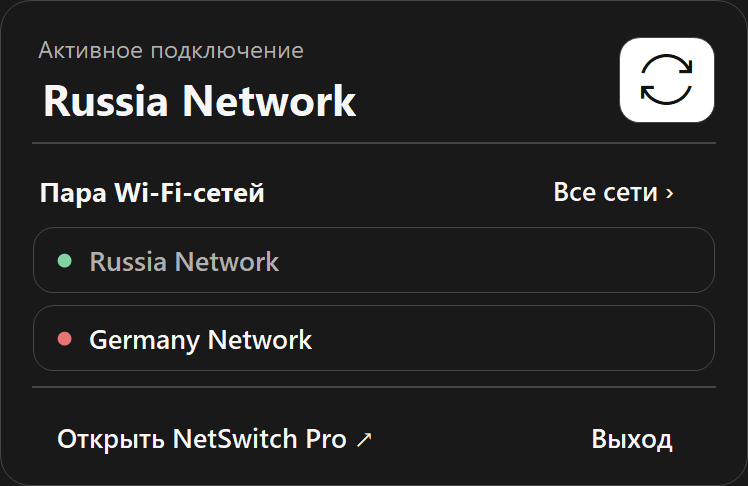 Активное подключение
Russia Network
Пара Wi-Fi-сетей
Все сети ›
Russia Network
Germany Network
Открыть NetSwitch Pro ↗
Выход